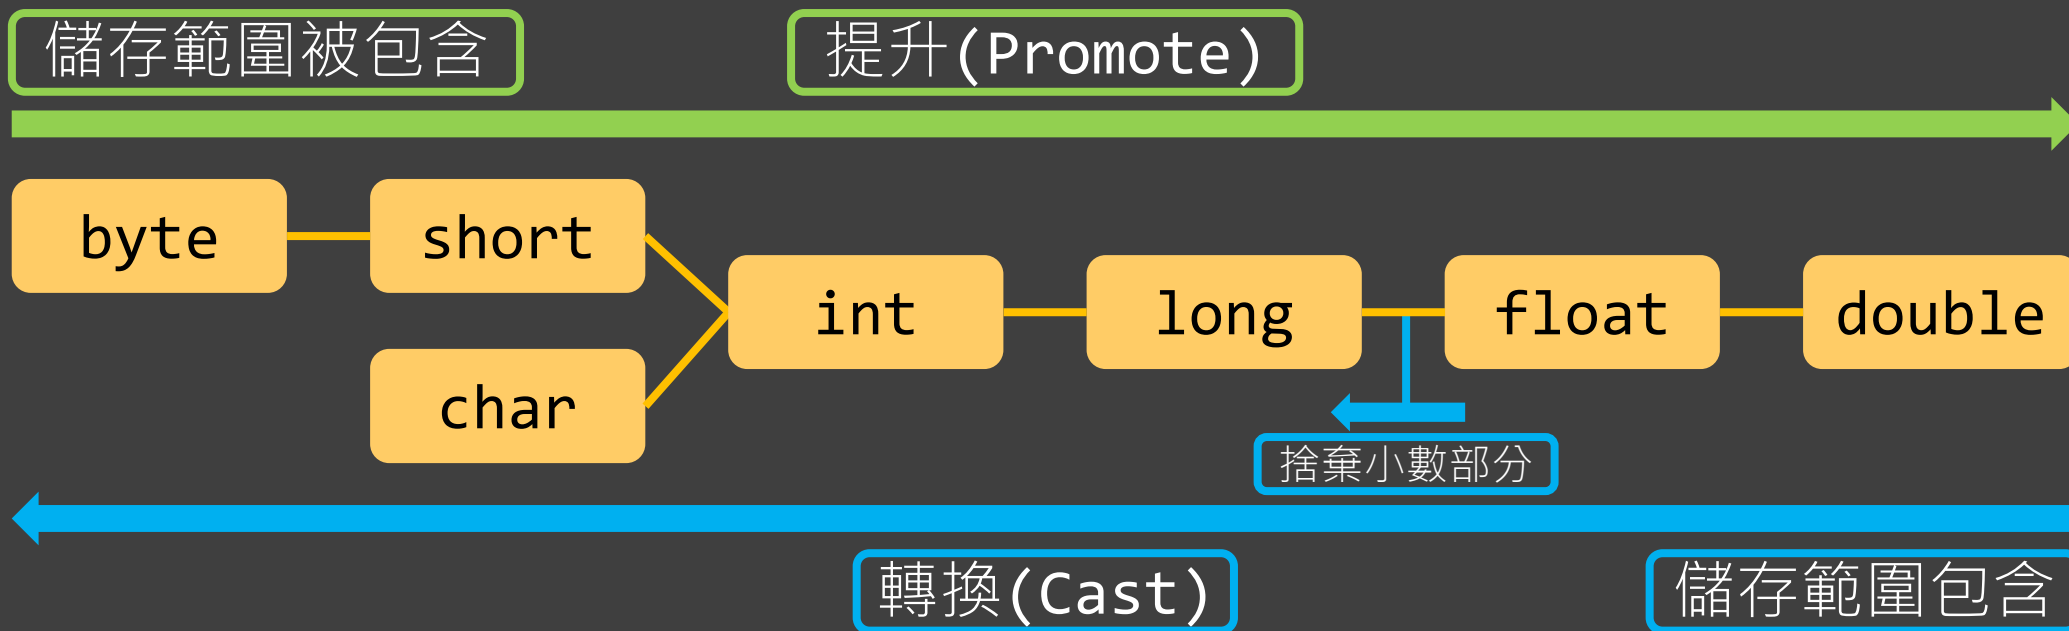 儲存範圍被包含
提升(Promote)
byte
short
char
int
long
float
double
捨棄小數部分
轉換(Cast)
儲存範圍包含